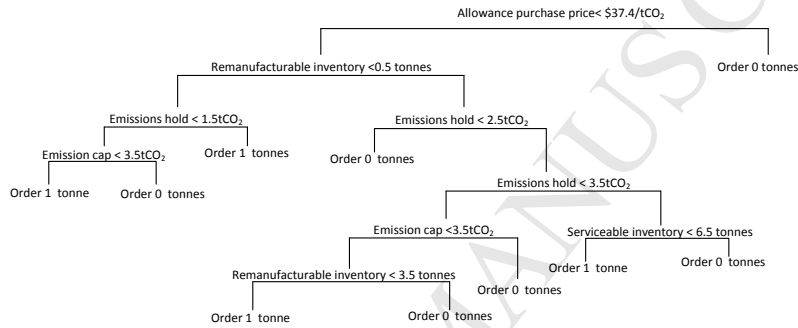 Allowance purchase price< $37.4/tCO₂
Remanufacturable inventory <0.5 tonnes
Order 0 tonnes
Emissions hold < 1.5tCO₂
Emissions hold < 2.5tCO₂
Emission cap < 3.5tCO₂
Order 1 tonnes
Order 0 tonnes
Order 1 tonne
Order 0 tonnes
Emissions hold < 3.5tCO₂
Emission cap <3.5tCO₂
Serviceable inventory < 6.5 tonnes
Remanufacturable inventory < 3.5 tonnes
Order 0 tonnes
Order 1 tonne
Order 0 tonnes
Order 1 tonne
Order 0 tonnes
MANUS